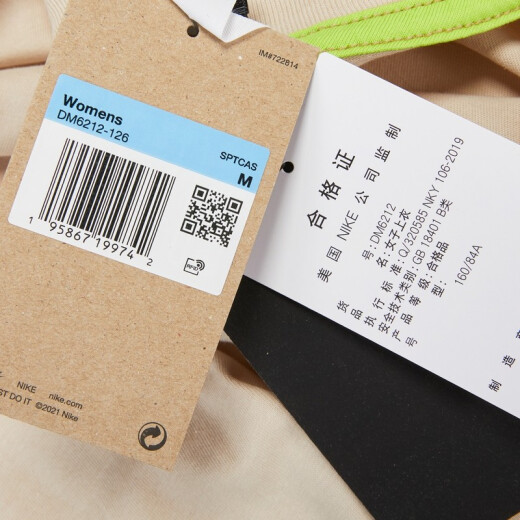 IM#722814
Womens
DM6212-126
SPTCAS
M
1 95867 19974 2
RFID
NIKE
nike.com
JUST DO IT ©2021 Nike
合格证
美国 NIKE 公司监制
货号:DM6212
品名:女子上衣
执行标准:Q/320585 NKY 106-2019
安全技术类别:GB 18401 B类
产品等级:合格品
号型:
160/84A
制造